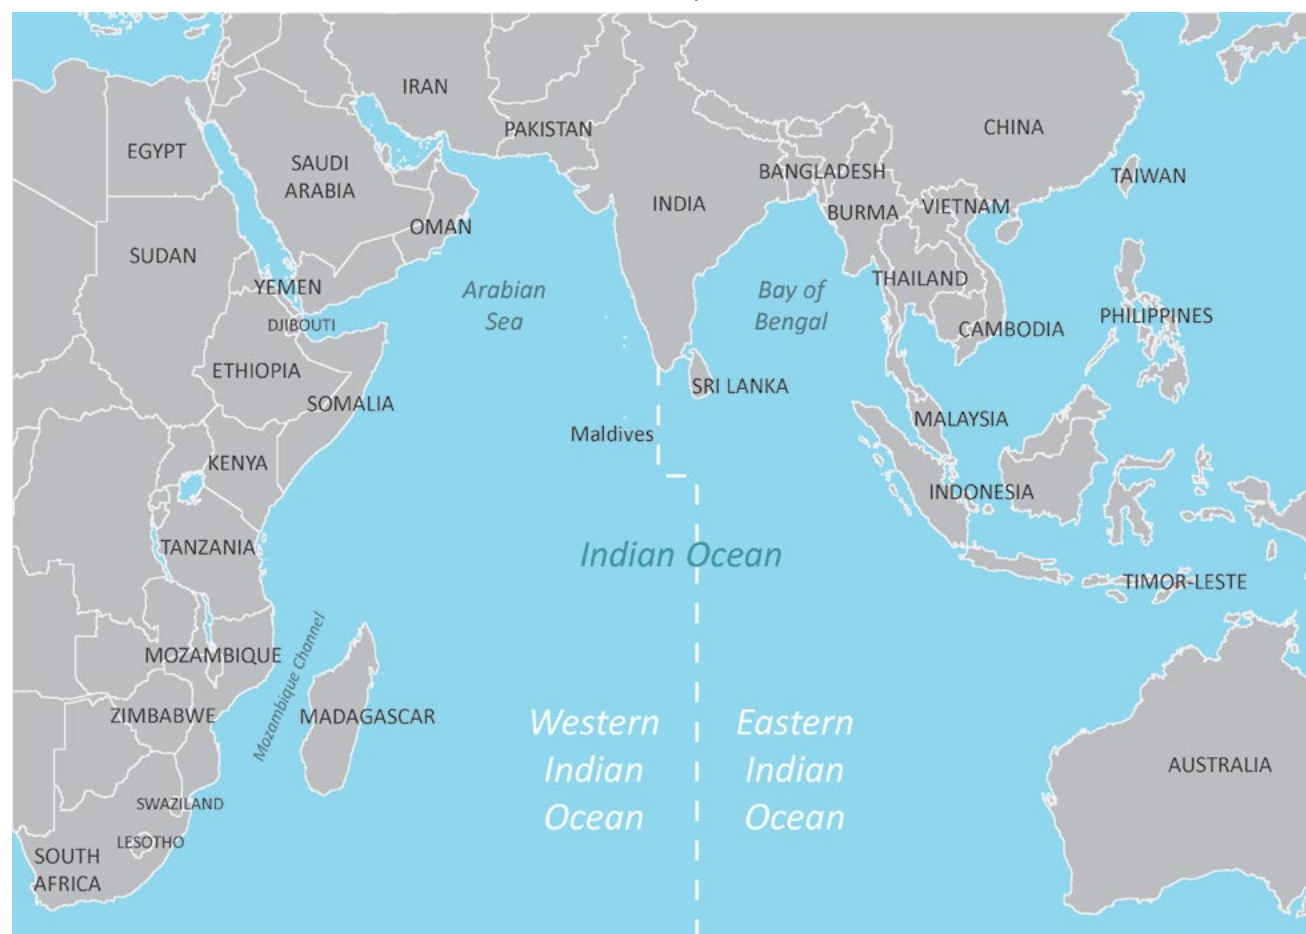 IRAN
PAKISTAN
CHINA
EGYPT
SAUDI
ARABIA
BANGLADESH
TAIWAN
INDIA
BURMA
VIETNAM
OMAN
SUDAN
YEMEN
Arabian
Sea
Bay of
Bengal
THAILAND
DJIBOUTI
PHILIPPINES
CAMBODIA
ETHIOPIA
SRI LANKA
SOMALIA
MALAYSIA
Maldives
KENYA
INDONESIA
TANZANIA
Indian Ocean
TIMOR-LESTE
MOZAMBIQUE
Mozambique Channel
ZIMBABWE
MADAGASCAR
Western
Indian
Ocean
Eastern
Indian
Ocean
AUSTRALIA
SWAZILAND
LESOTHO
SOUTH
AFRICA